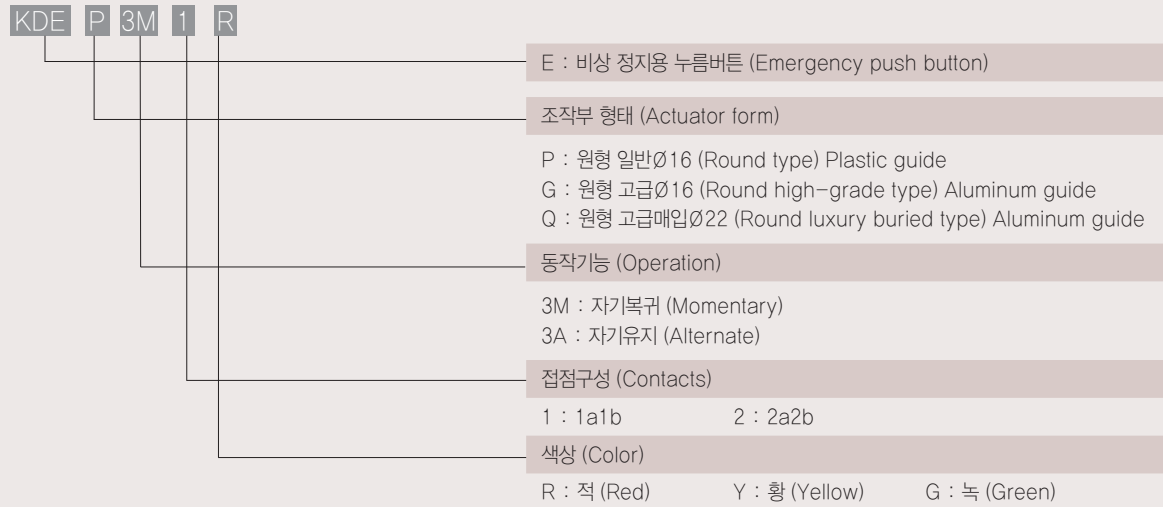 KDE P 3M 1 R
E : 비상 정지용 누름버튼 (Emergency push button)
조작부 형태 (Actuator form)
P : 원형 일반Ø16 (Round type) Plastic guide
G : 원형 고급Ø16 (Round high-grade type) Aluminum guide
Q : 원형 고급매입Ø22 (Round luxury buried type) Aluminum guide
동작기능 (Operation)
3M : 자기복귀 (Momentary)
3A : 자기유지 (Alternate)
접점구성 (Contacts)
1 : 1a1b 2 : 2a2b
색상 (Color)
R : 적 (Red) Y : 황 (Yellow) G : 녹 (Green)